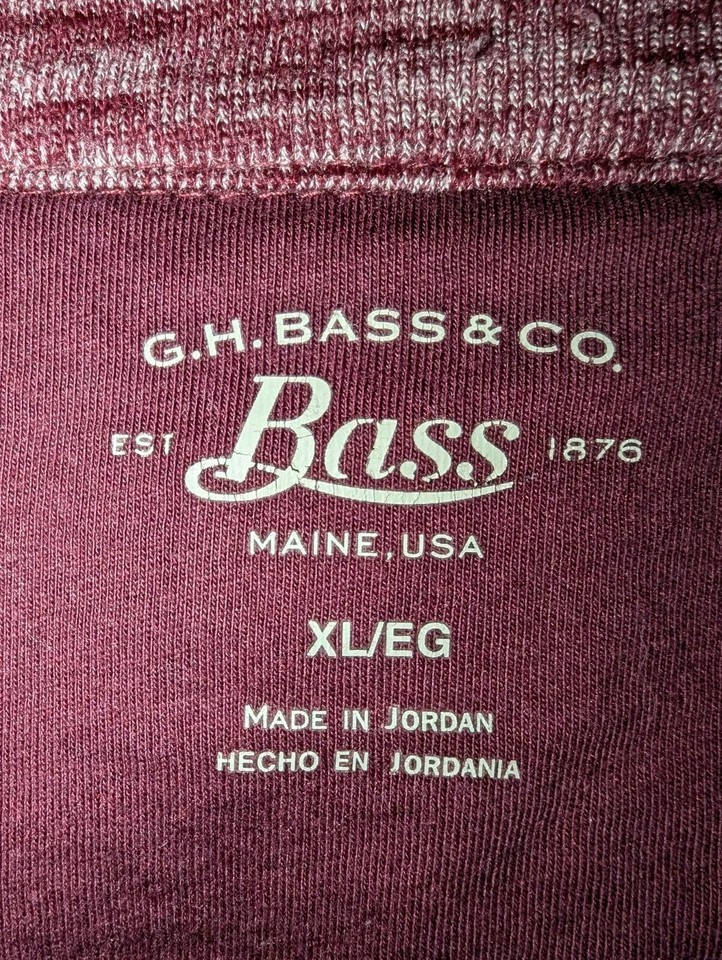 G.H. BASS & CO.
EST Bass 1876
MAINE, USA
XL/EG
MADE IN JORDAN
HECHO EN JORDANIA